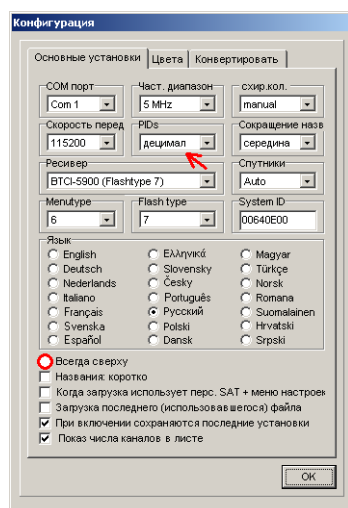 Конфигурация
Основные установки Цвета Конвертировать
COM порт Част. диапазон схир.кол.
Com 1 5 MHz manual
Скорость перед PIDs Сокращение назв
115200 децимал середина
Ресивер Спутники
BTCI-5900 (Flashtype 7) Auto
Menutype Flash type System ID
6 7 00640E00
Язык
English Ελληνικά Magyar
Deutsch Slovensky Türkçe
Nederlands Česky Norsk
Italiano Português Romana
Français Русский Suomalainen
Svenska Polski Hrvatski
Español Dansk Srpski
Всегда сверху
Названия: коротко
Когда загрузка использует перс. SAT + меню настроек
Загрузка последнего (использовавшегося) файла
При включении сохраняются последние установки
Показ числа каналов в листе
OK